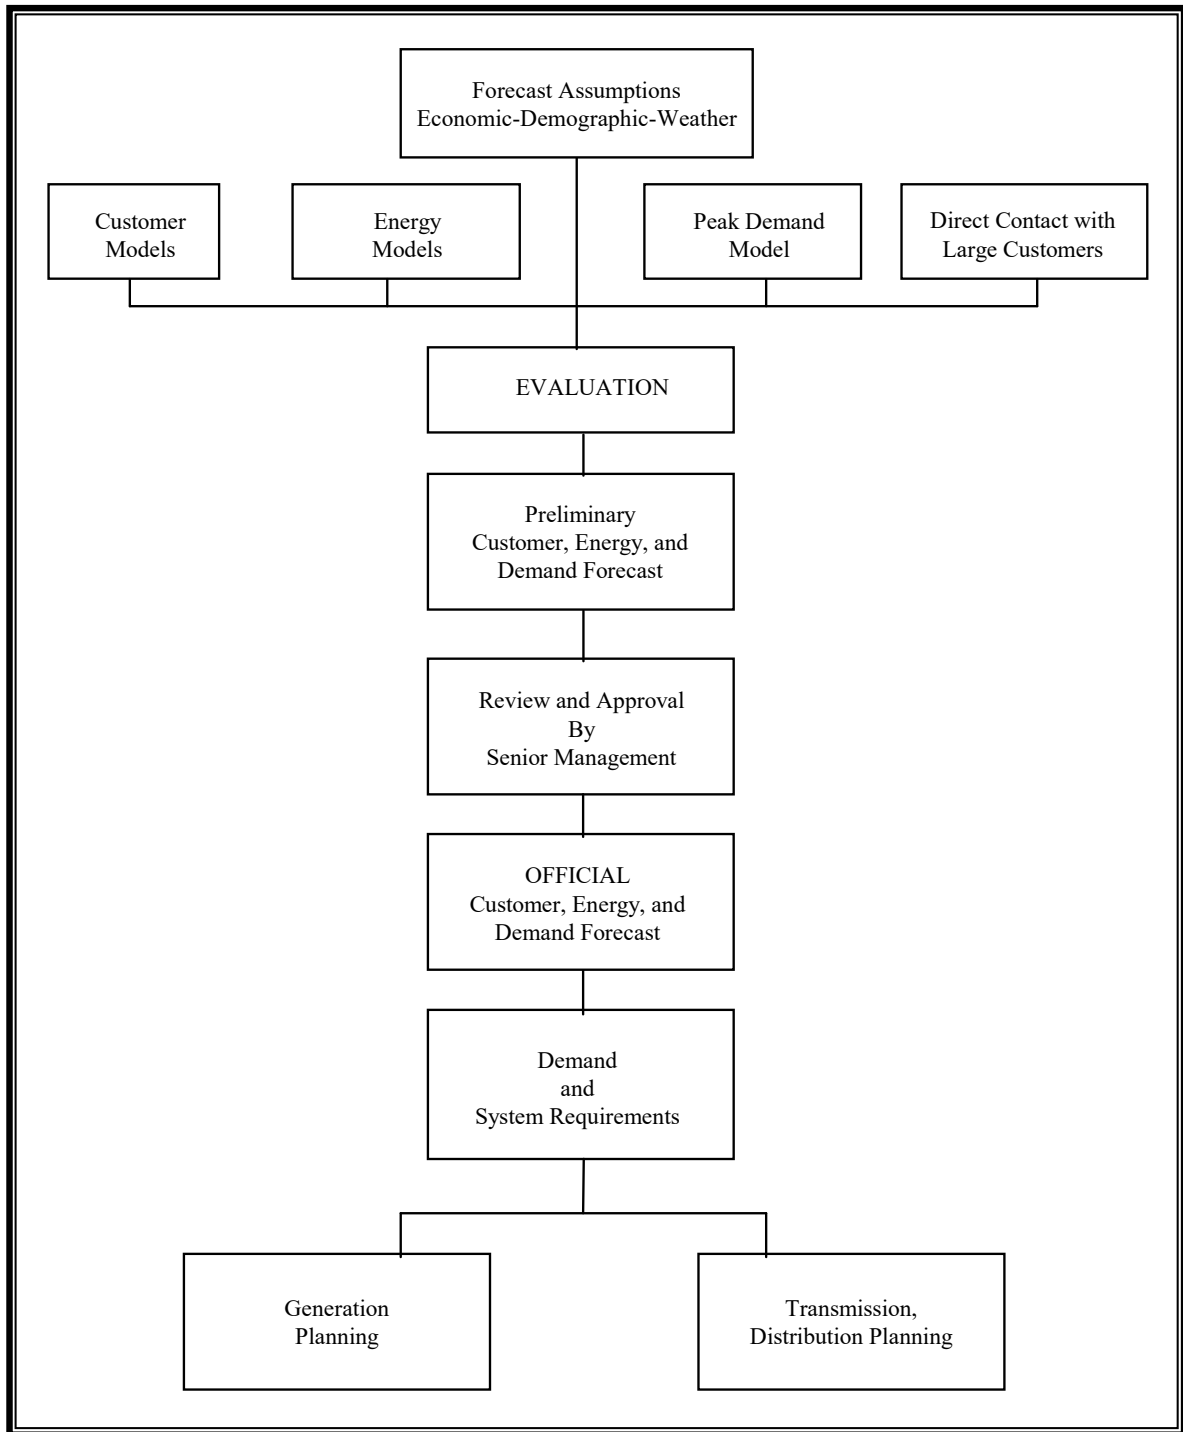 Forecast Assumptions
Economic-Demographic-Weather
Customer
Models
Energy
Models
Peak Demand
Model
Direct Contact with
Large Customers
EVALUATION
Preliminary
Customer, Energy, and
Demand Forecast
Review and Approval
By
Senior Management
OFFICIAL
Customer, Energy, and
Demand Forecast
Demand
and
System Requirements
Generation
Planning
Transmission,
Distribution Planning